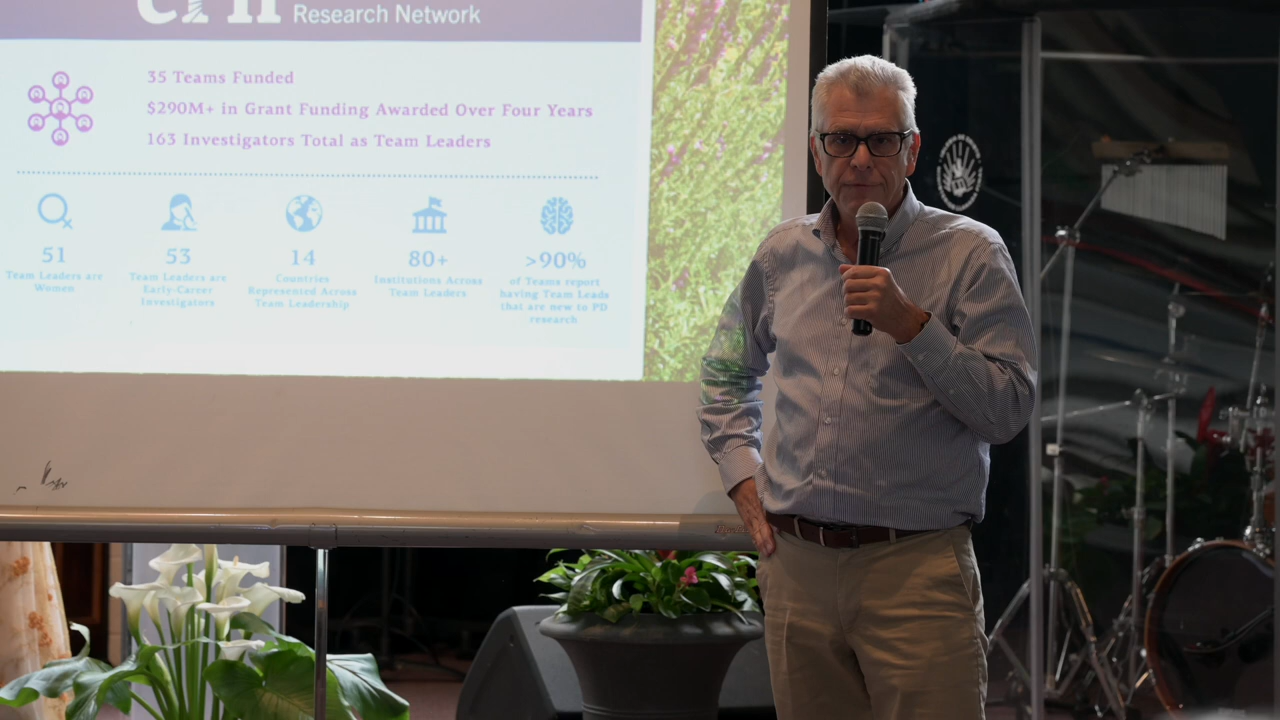 crn
Research Network
35 Teams Funded
$290M+ in Grant Funding Awarded Over Four Years
163 Investigators Total as Team Leaders
51
Team Leaders are
Women
53
Team Leaders are
Early-Career
Investigators
14
Countries
Represented Across
Team Leadership
80+
Institutions Across
Team Leaders
>90%
of Teams report
having Team Leads
that are new to PD
research